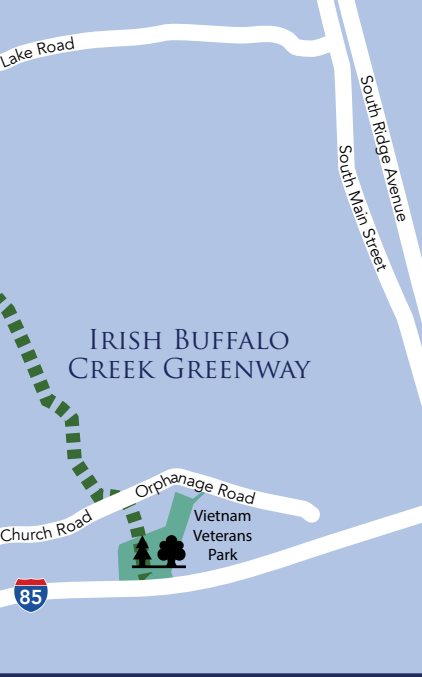 Lake Road
South Ridge Avenue
South Main Street
Irish Buffalo
Creek Greenway
Orphanage Road
Church Road
Vietnam
Veterans
Park
85